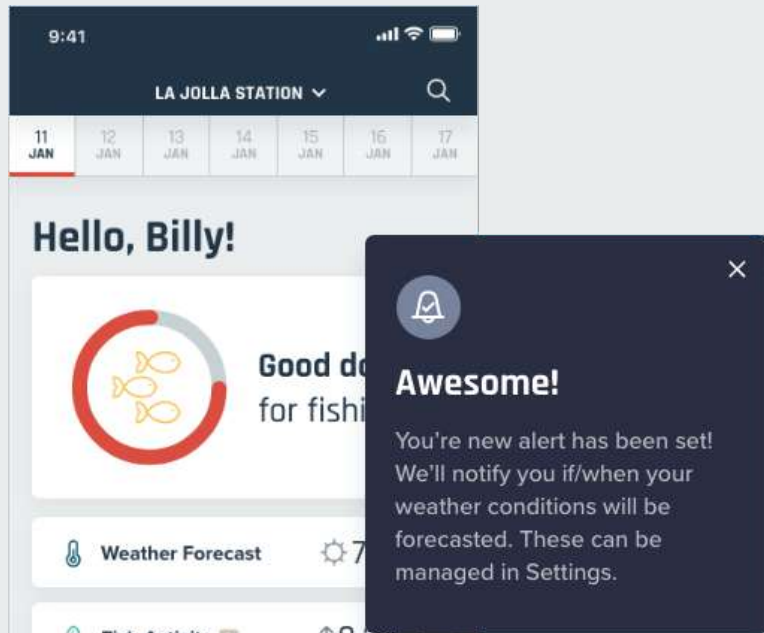 9:41
LA JOLLA STATION
11 12 13 14 15 16 17
JAN JAN JAN JAN JAN JAN JAN
Hello, Billy!
Good
for
Awesome!
You're new alert has been set!
We'll notify you if/when your
weather conditions will be
forecasted. These can be
managed in Settings.
Weather Forecast